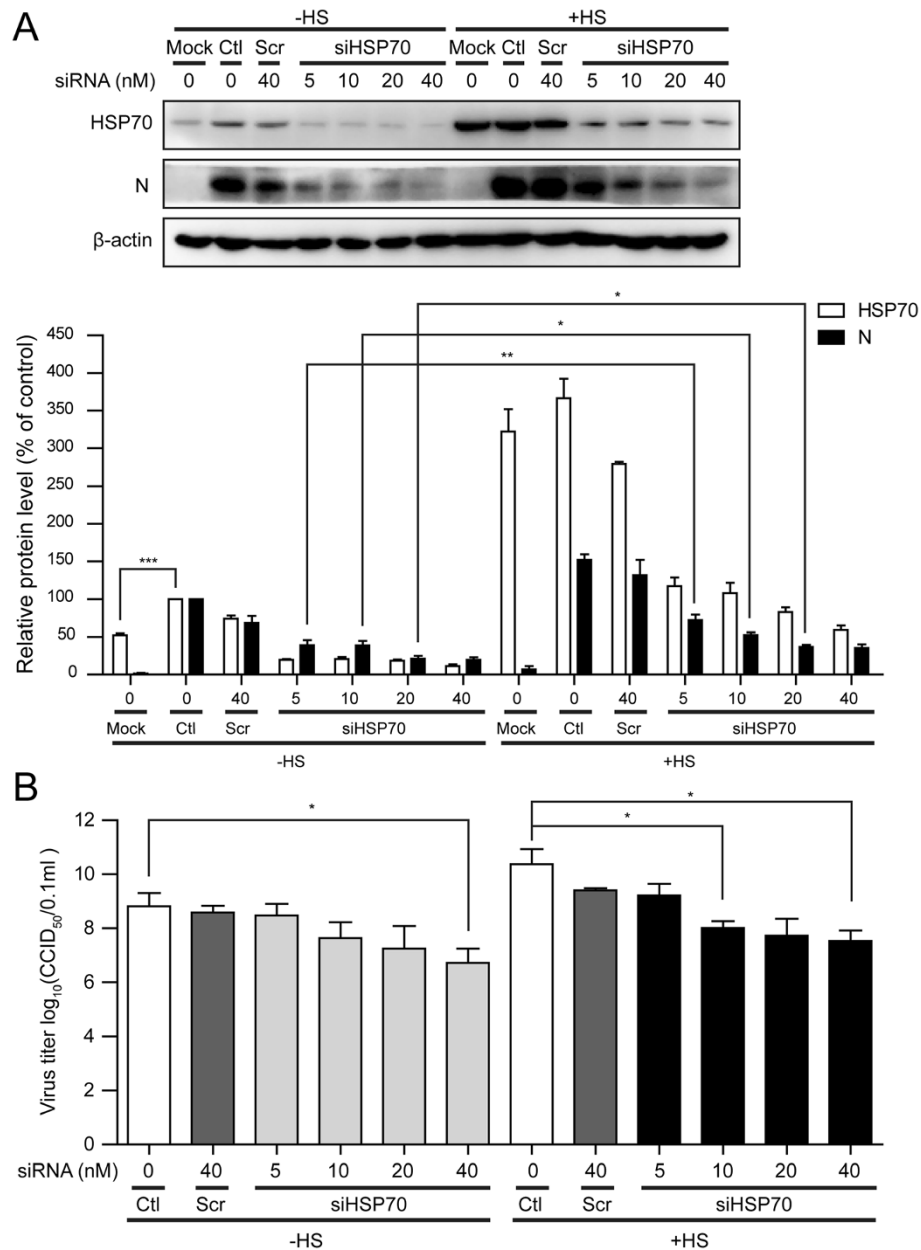 A
-HS +HS
Mock Ctl Scr siHSP70 Mock Ctl Scr siHSP70
siRNA (nM) 0 0 40 5 10 20 40 0 0 40 5 10 20 40
HSP70
N
β-actin
Relative protein level (% of control)
450
400
350
300
250
200
150
100
50
0
***
**
*
*
HSP70
N
0 0 40 5 10 20 40 0 0 40 5 10 20 40
Mock Ctl Scr siHSP70 Mock Ctl Scr siHSP70
-HS +HS
B
Virus titer log₁₀(CCID₅₀/0.1ml )
12
10
8
6
4
2
0
*
*
*
siRNA (nM) 0 40 5 10 20 40 0 40 5 10 20 40
Ctl Scr siHSP70 Ctl Scr siHSP70
-HS +HS